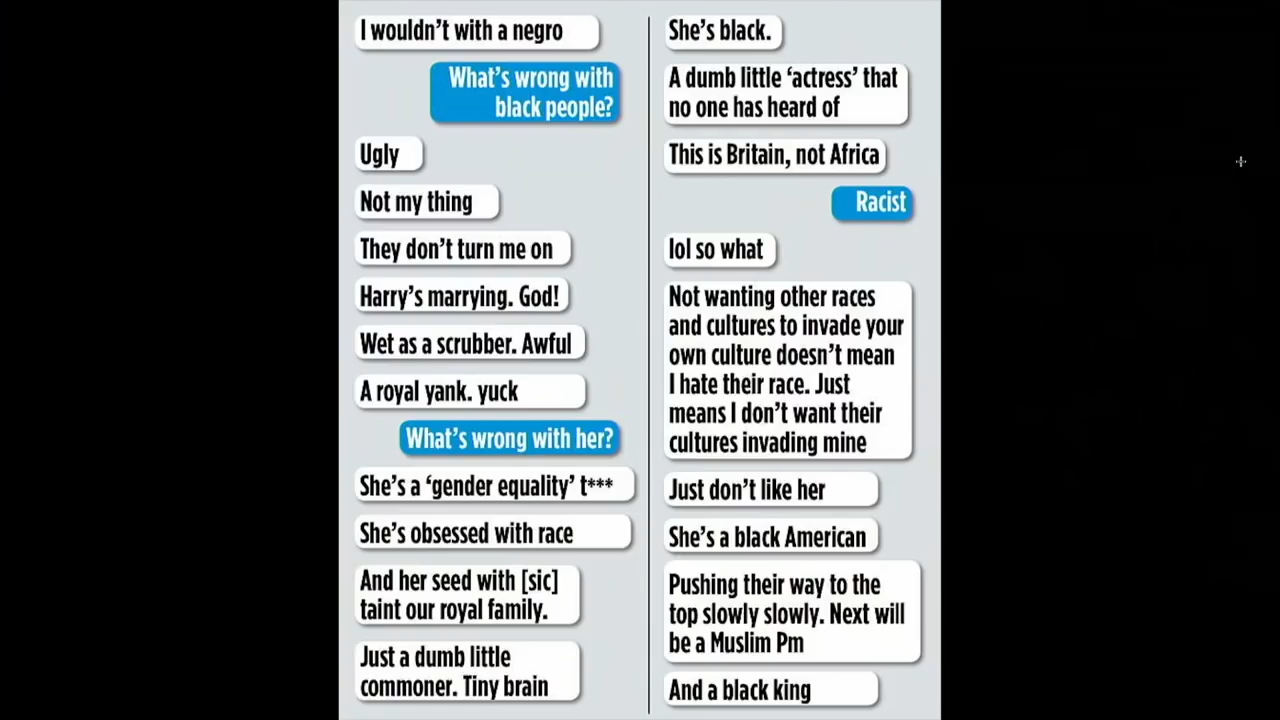 I wouldn't with a negro
What's wrong with
black people?
Ugly
Not my thing
They don't turn me on
Harry's marrying. God!
Wet as a scrubber. Awful
A royal yank. yuck
What's wrong with her?
She's a ‘gender equality’ t***
She's obsessed with race
And her seed with [sic]
taint our royal family.
Just a dumb little
commoner. Tiny brain
She's black.
A dumb little ‘actress’ that
no one has heard of
This is Britain, not Africa
Racist
lol so what
Not wanting other races
and cultures to invade your
own culture doesn't mean
I hate their race. Just
means I don't want their
cultures invading mine
Just don't like her
She's a black American
Pushing their way to the
top slowly slowly. Next will
be a Muslim Pm
And a black king